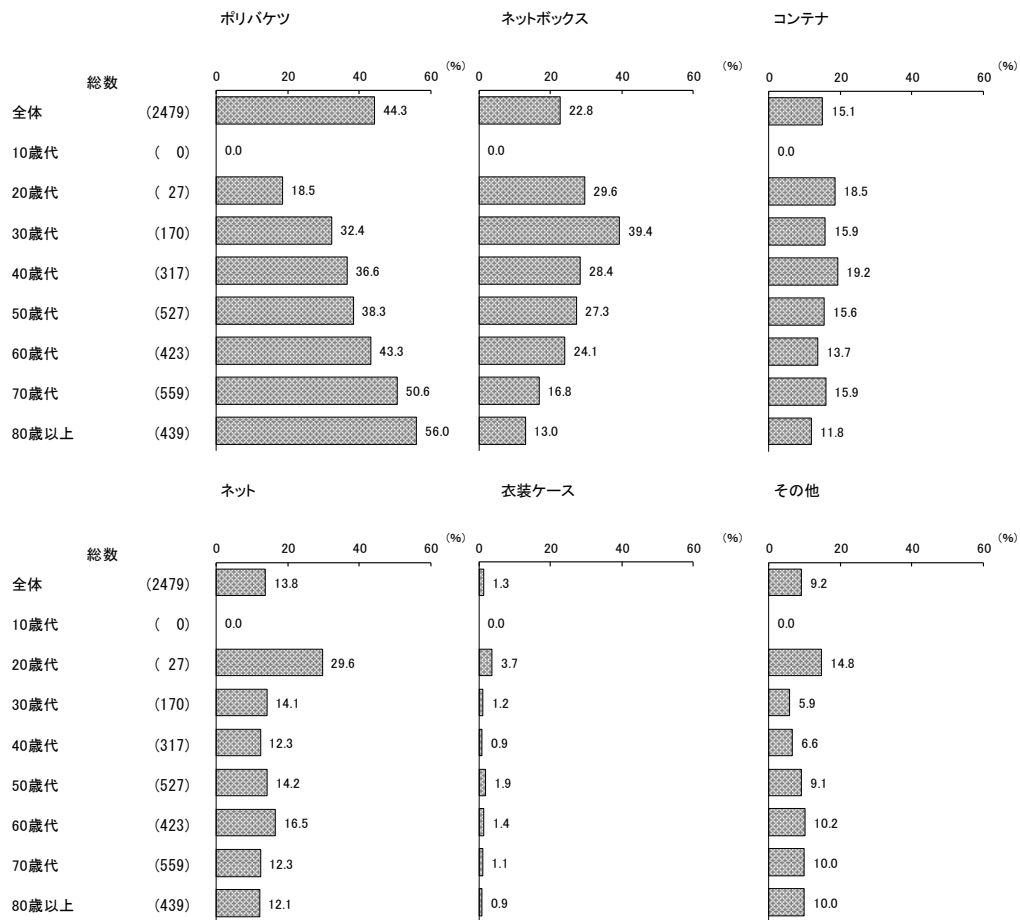 ポリバケツ ネットボックス コンテナ
0 20 40 60 (%) 0 20 40 60 (%) 0 20 40 60 (%)
総数
全体 (2479) 44.3 22.8 15.1
10歳代 ( 0) 0.0 0.0 0.0
20歳代 ( 27) 18.5 29.6 18.5
30歳代 (170) 32.4 39.4 15.9
40歳代 (317) 36.6 28.4 19.2
50歳代 (527) 38.3 27.3 15.6
60歳代 (423) 43.3 24.1 13.7
70歳代 (559) 50.6 16.8 15.9
80歳以上 (439) 56.0 13.0 11.8
ネット 衣装ケース その他
0 20 40 60 (%) 0 20 40 60 (%) 0 20 40 60 (%)
総数
全体 (2479) 13.8 1.3 9.2
10歳代 ( 0) 0.0 0.0 0.0
20歳代 ( 27) 29.6 3.7 14.8
30歳代 (170) 14.1 1.2 5.9
40歳代 (317) 12.3 0.9 6.6
50歳代 (527) 14.2 1.9 9.1
60歳代 (423) 16.5 1.4 10.2
70歳代 (559) 12.3 1.1 10.0
80歳以上 (439) 12.1 0.9 10.0